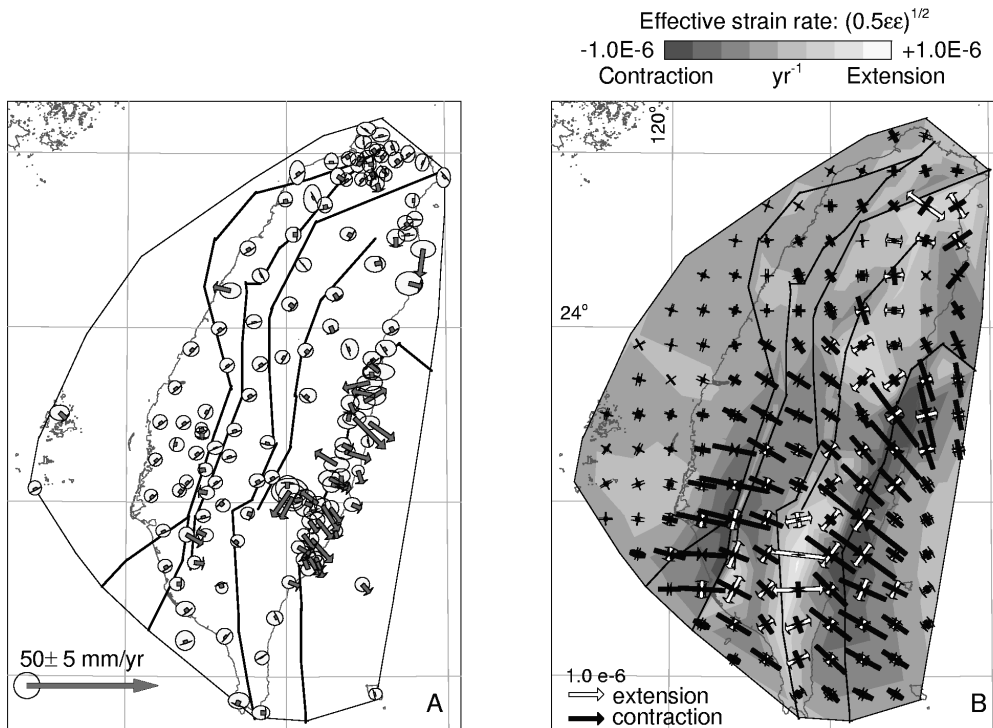 Effective strain rate: (0.5εε)^1/2
-1.0E-6 +1.0E-6
Contraction yr-1 Extension
120°
24°
50± 5 mm/yr
A
1.0 e-6
extension
contraction
B